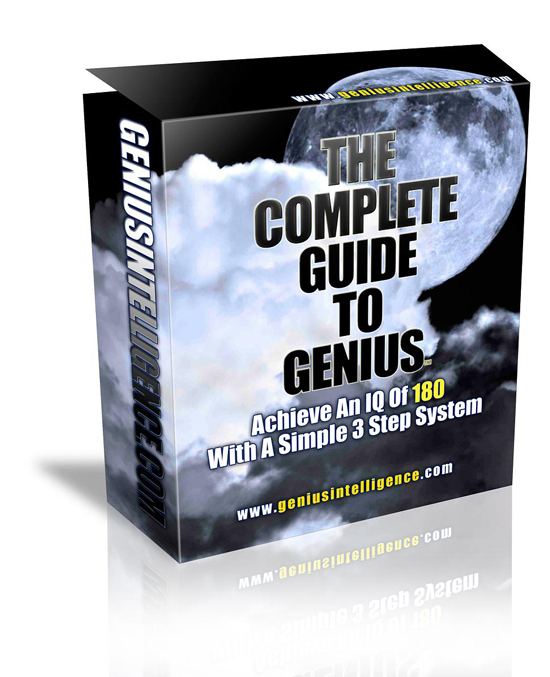 www.geniusintelligence.com
GENIUSINTELLIGENCE.COM
THE
COMPLETE
GUIDE
TO
GENIUS
Achieve An IQ Of 180
With A Simple 3 Step System
www.geniusintelligence.com